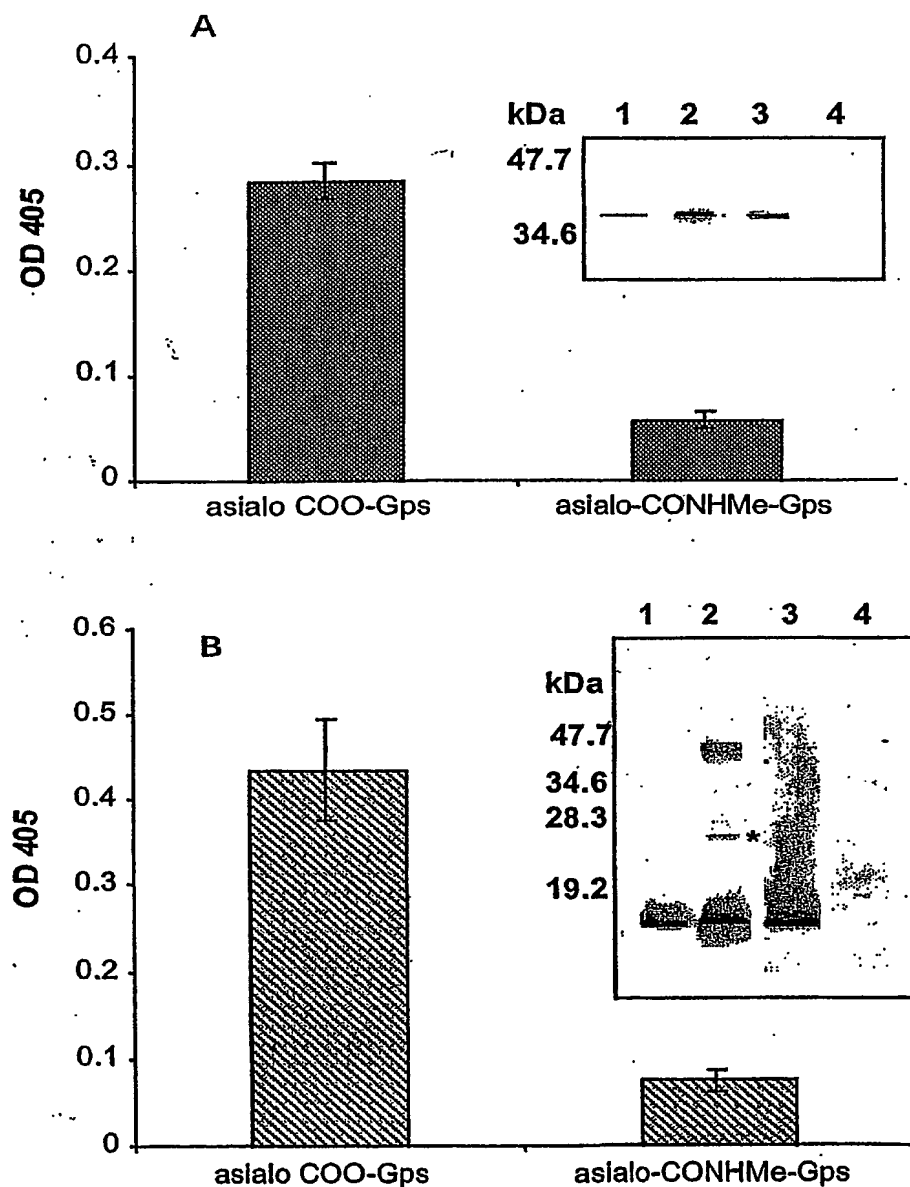 A
0.4
0.3
0.2
0.1
0
OD 405
kDa 1 2 3 4
47.7
34.6
asialo COO-Gps asialo-CONHMe-Gps
B
0.6
0.5
0.4
0.3
0.2
0.1
0
OD 405
1 2 3 4
kDa
47.7
34.6
28.3
*
19.2
asialo COO-Gps asialo-CONHMe-Gps